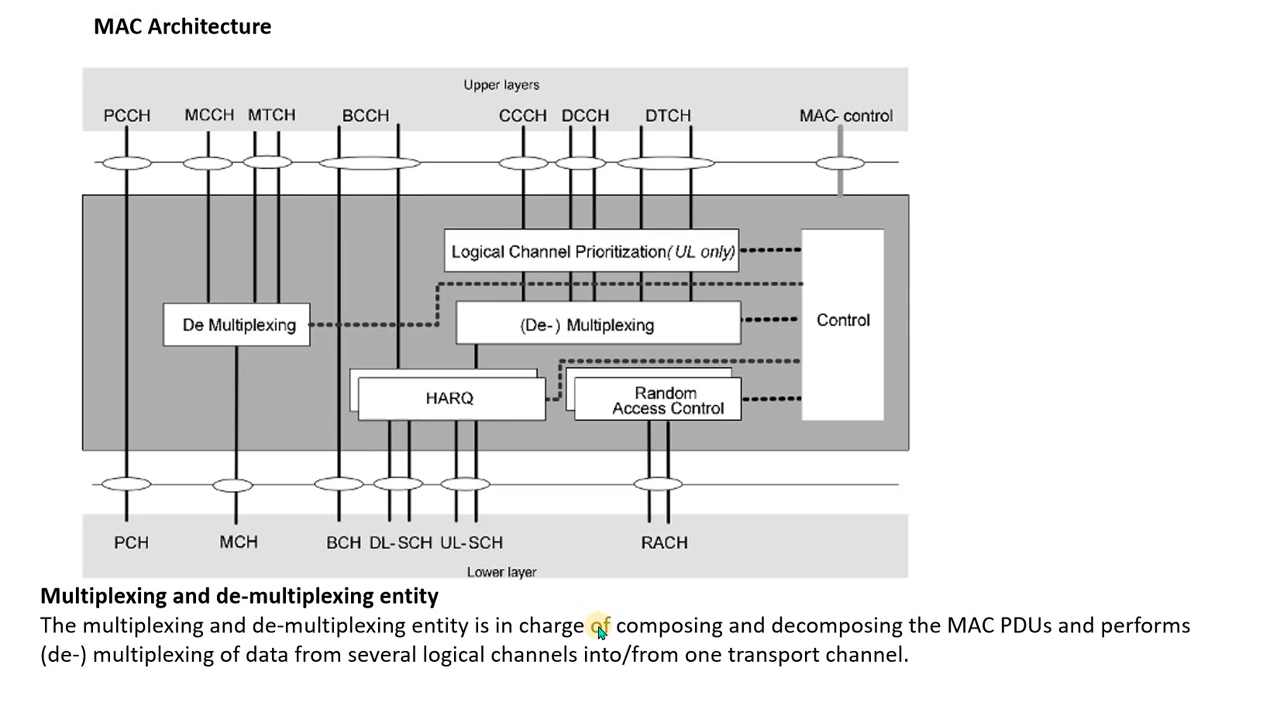 MAC Architecture
Upper layers
PCCH MCCH MTCH BCCH CCCH DCCH DTCH MAC- control
Logical Channel Prioritization(UL only)
De Multiplexing (De-) Multiplexing Control
HARQ Random
Access Control
PCH MCH BCH DL-SCH UL-SCH RACH
Lower layer
Multiplexing and de-multiplexing entity
The multiplexing and de-multiplexing entity is in charge of composing and decomposing the MAC PDUs and performs
(de-) multiplexing of data from several logical channels into/from one transport channel.